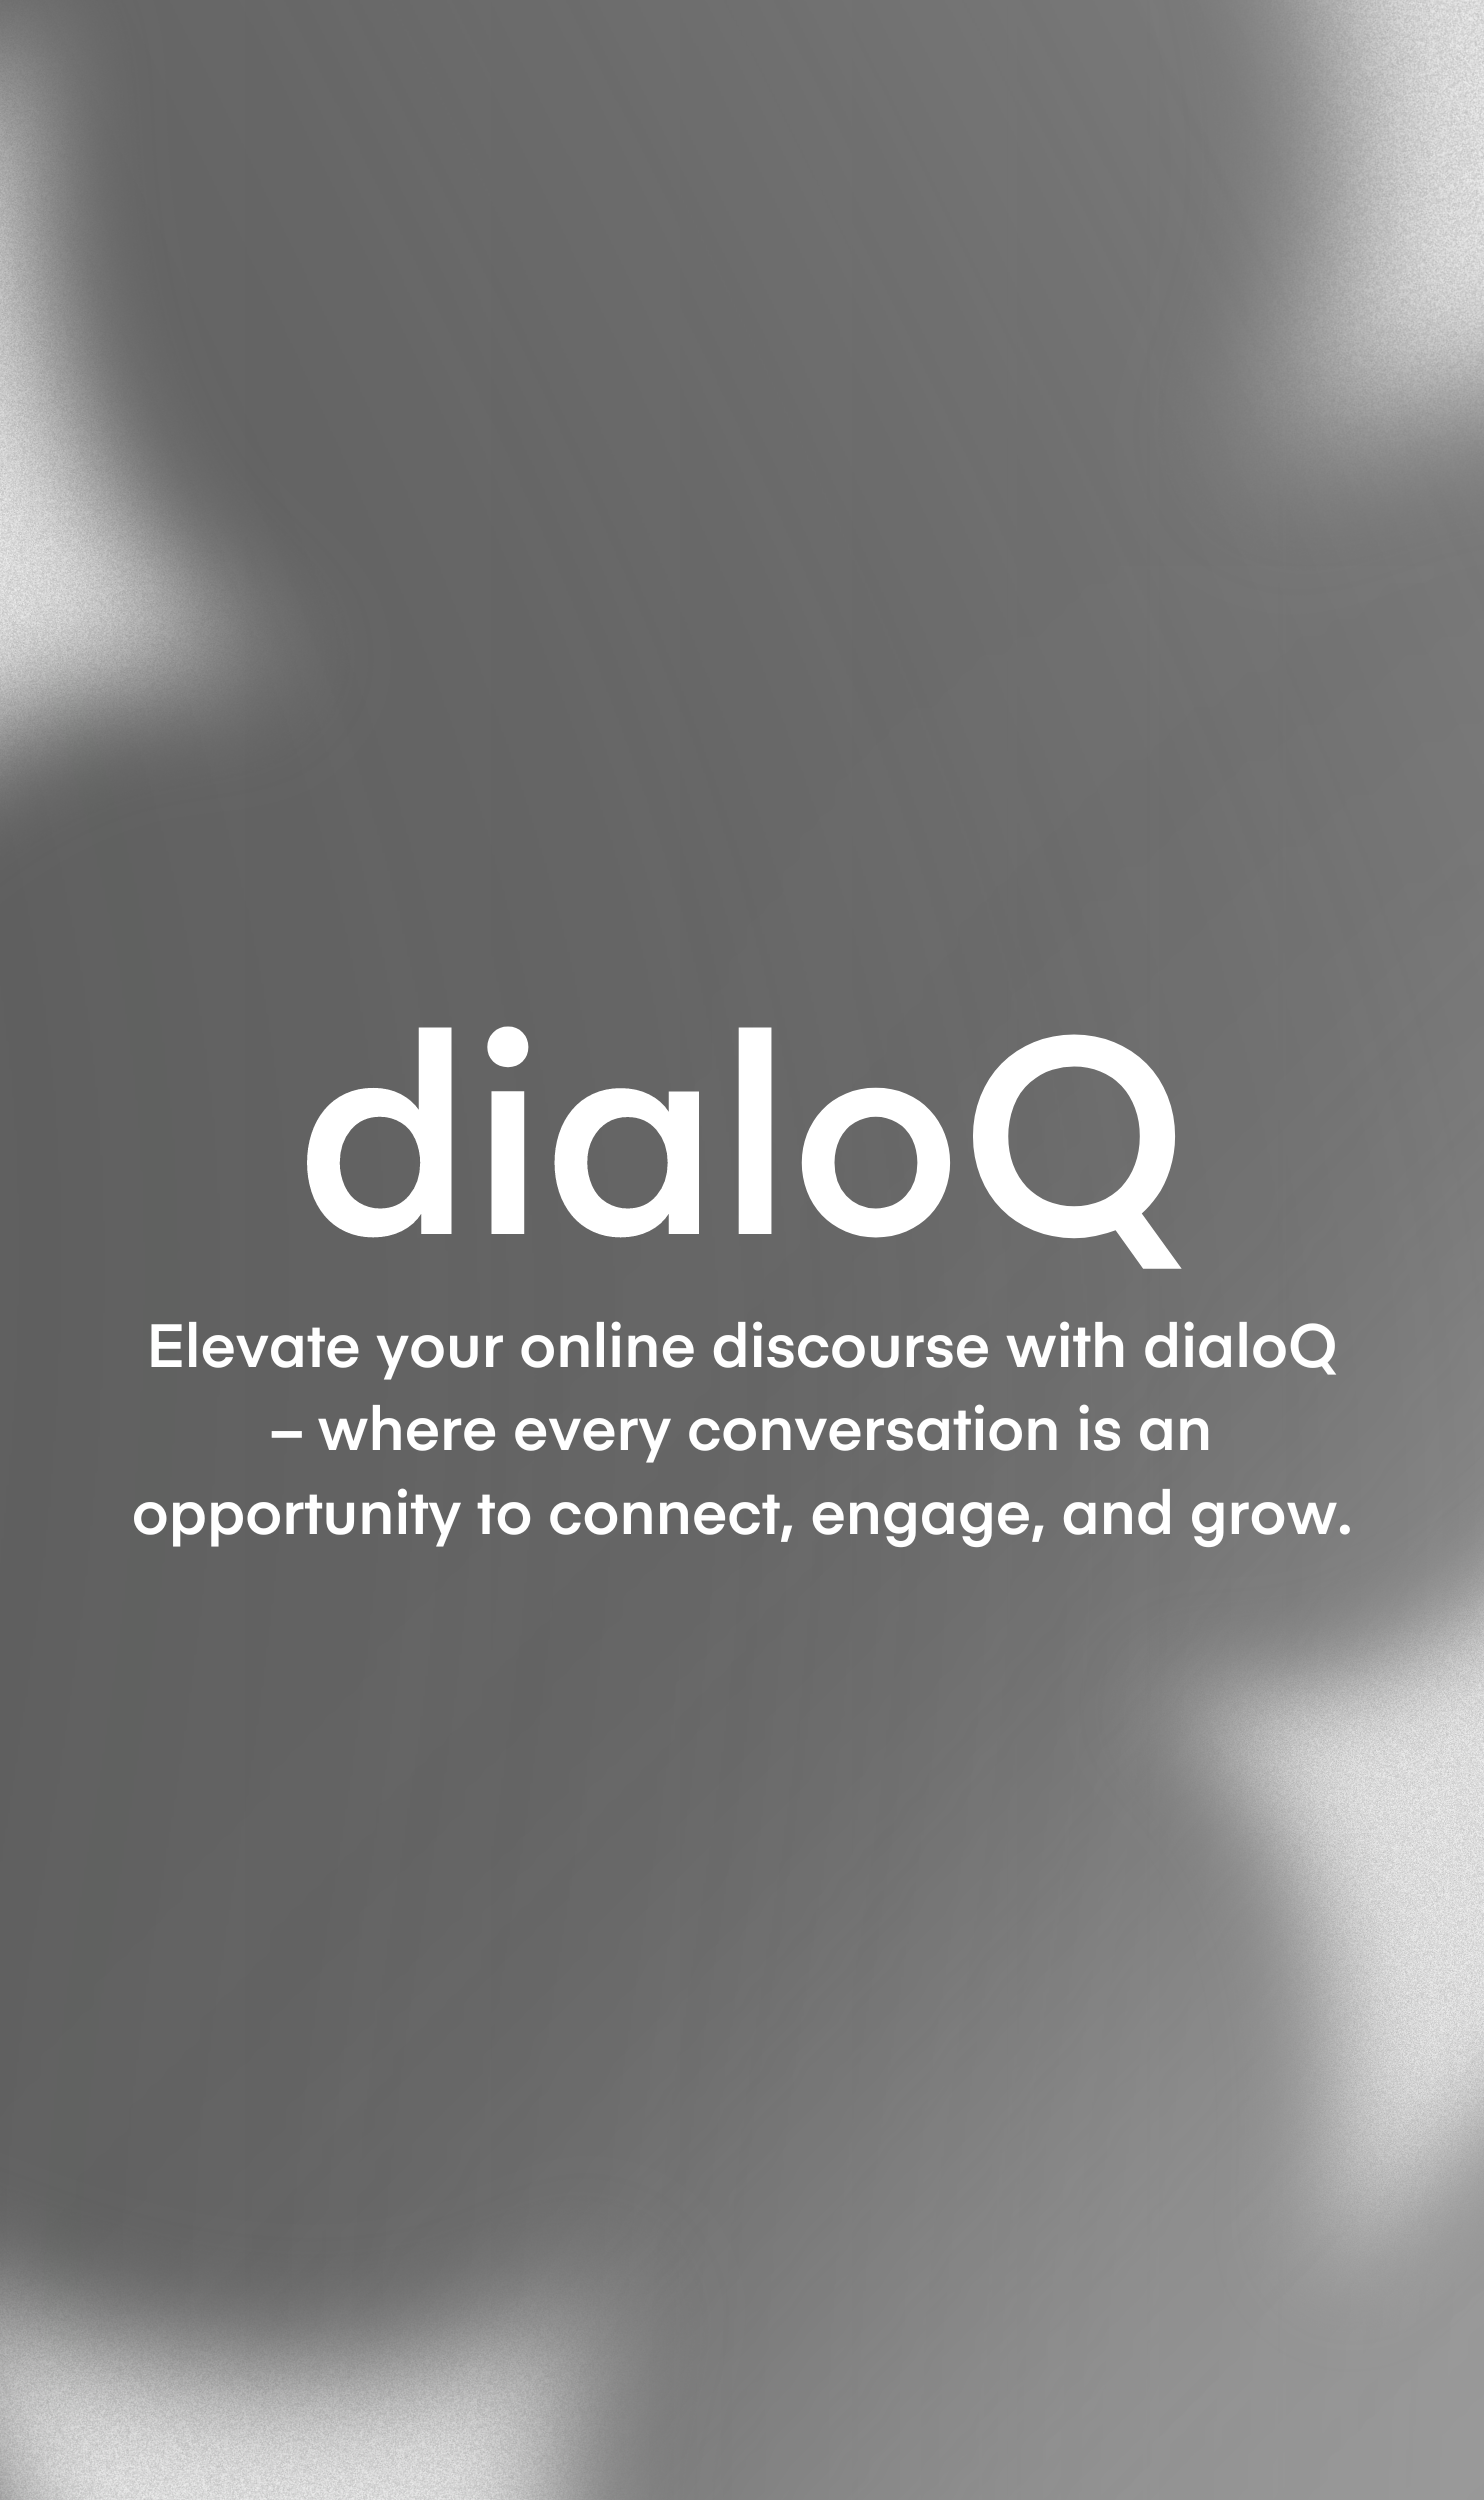 dialoQ
Elevate your online discourse with dialoQ
– where every conversation is an
opportunity to connect, engage, and grow.